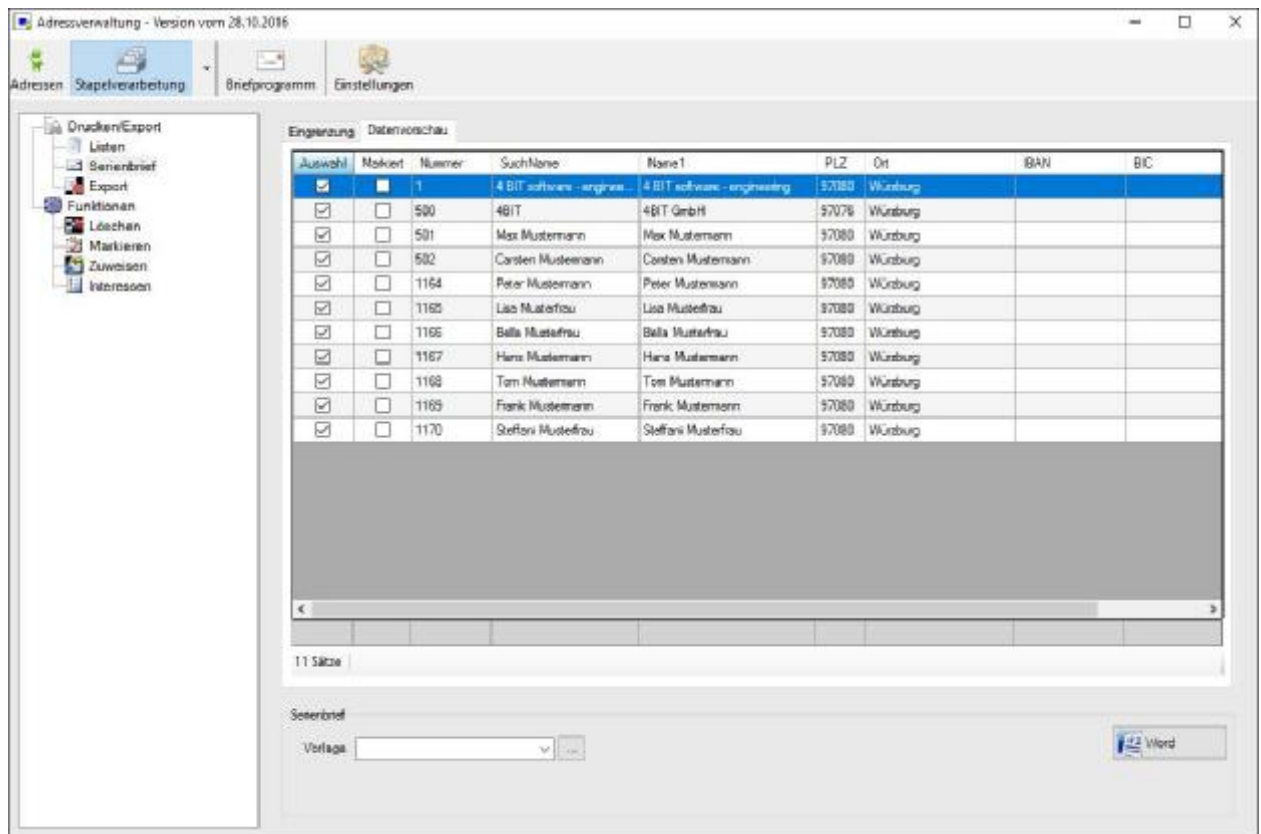 Adressverwaltung - Version vom 28.10.2016
Adressen Stapelverarbeitung Briefprogramm Einstellungen
Drucken/Export
Listen
Serienbrief
Export
Funktionen
Löschen
Markieren
Zuweisen
Interessen
Eingrenzung Datenvorschau
Auswahl Markiert Nummer SuchName Name1 PLZ Ort IBAN BIC
1 4 BIT software - enginee... 4 BIT software - engineering 97080 Würzburg
500 4BIT 4BIT GmbH 97076 Würzburg
501 Max Mustermann Max Mustermann 97080 Würzburg
502 Carsten Mustermann Carsten Mustermann 97080 Würzburg
1164 Peter Mustermann Peter Mustermann 97080 Würzburg
1165 Lisa Musterfrau Lisa Musterfrau 97080 Würzburg
1166 Bella Musterfrau Bella Musterfrau 97080 Würzburg
1167 Hans Mustermann Hans Mustermann 97080 Würzburg
1168 Tom Mustermann Tom Mustermann 97080 Würzburg
1169 Frank Mustermann Frank Mustermann 97080 Würzburg
1170 Steffani Musterfrau Steffani Musterfrau 97080 Würzburg
11 Sätze
Serienbrief
Vorlage ...
Word